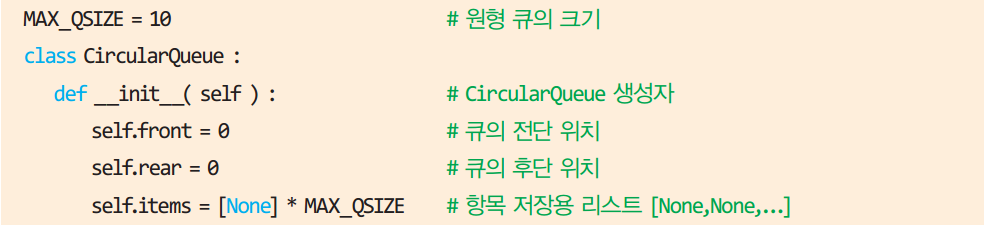 MAX_QSIZE = 10 # 원형 큐의 크기
class CircularQueue :
def __init__( self ) : # CircularQueue 생성자
self.front = 0 # 큐의 전단 위치
self.rear = 0 # 큐의 후단 위치
self.items = [None] * MAX_QSIZE # 항목 저장용 리스트 [None,None,…]